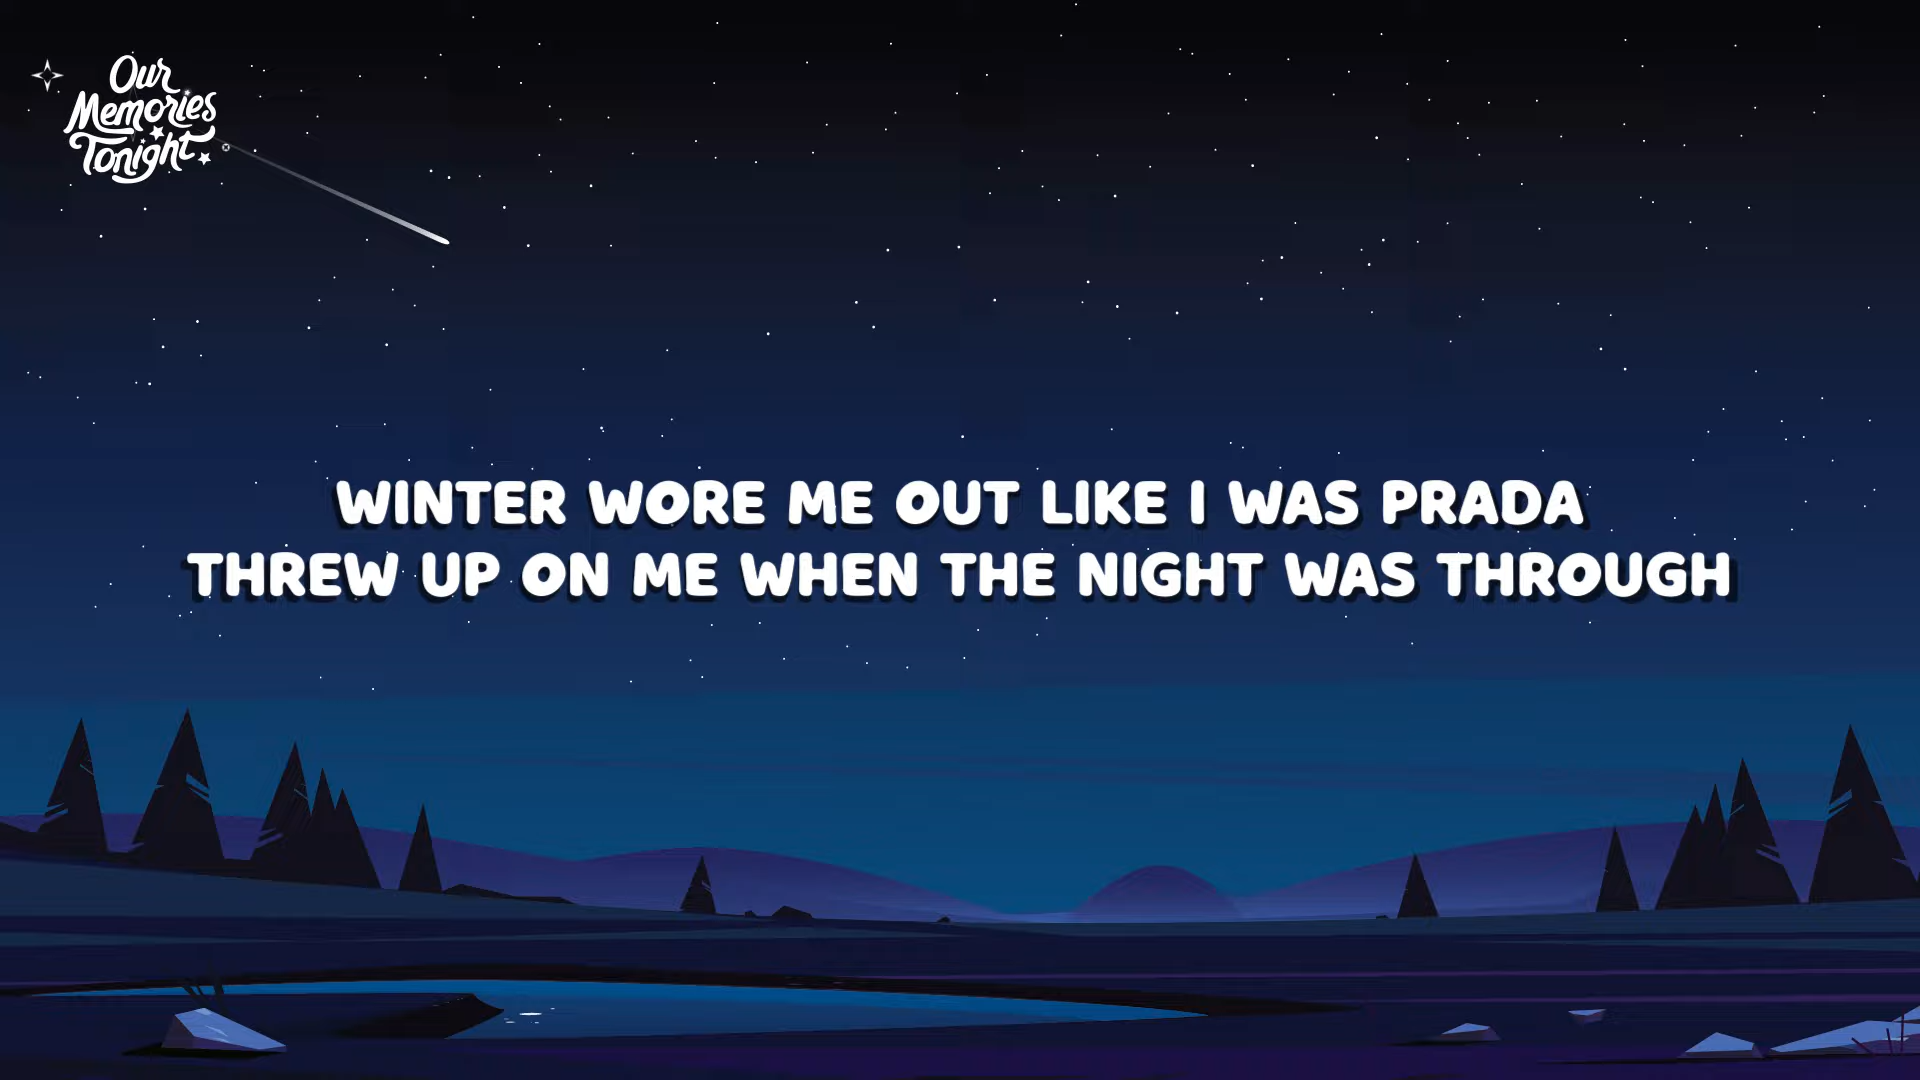 Our
Memories
Tonight
WINTER WORE ME OUT LIKE I WAS PRADA
THREW UP ON ME WHEN THE NIGHT WAS THROUGH